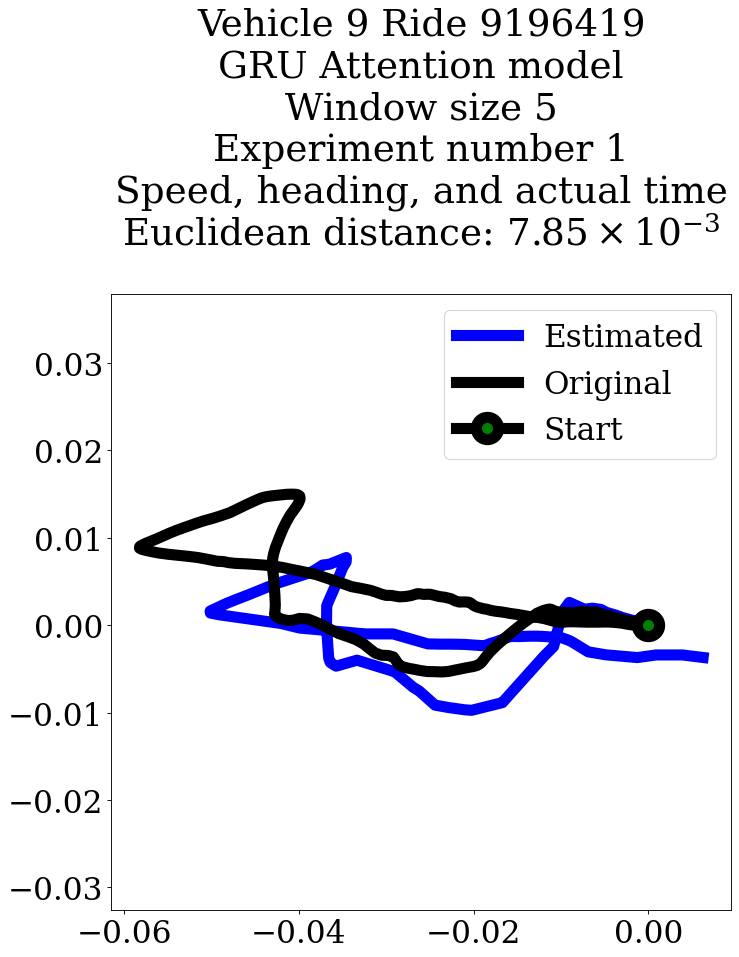 Vehicle 9 Ride 9196419
GRU Attention model
Window size 5
Experiment number 1
Speed, heading, and actual time
Euclidean distance: 7.85 × 10⁻³
Estimated
Original
Start
0.03
0.02
0.01
0.00
−0.01
−0.02
−0.03
−0.06
−0.04
−0.02
0.00